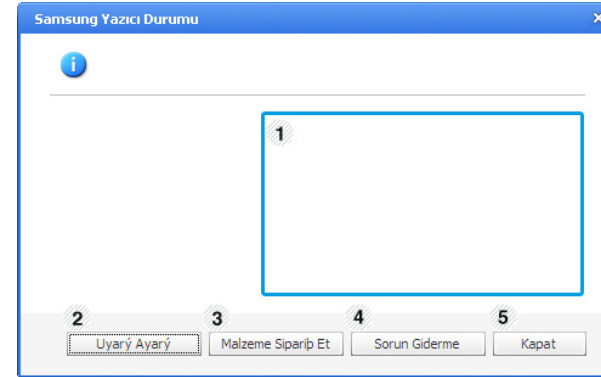 Samsung Yazıcı Durumu
1
2 3 4 5
Uyarý Ayarý Malzeme Sipariþ Et Sorun Giderme Kapat